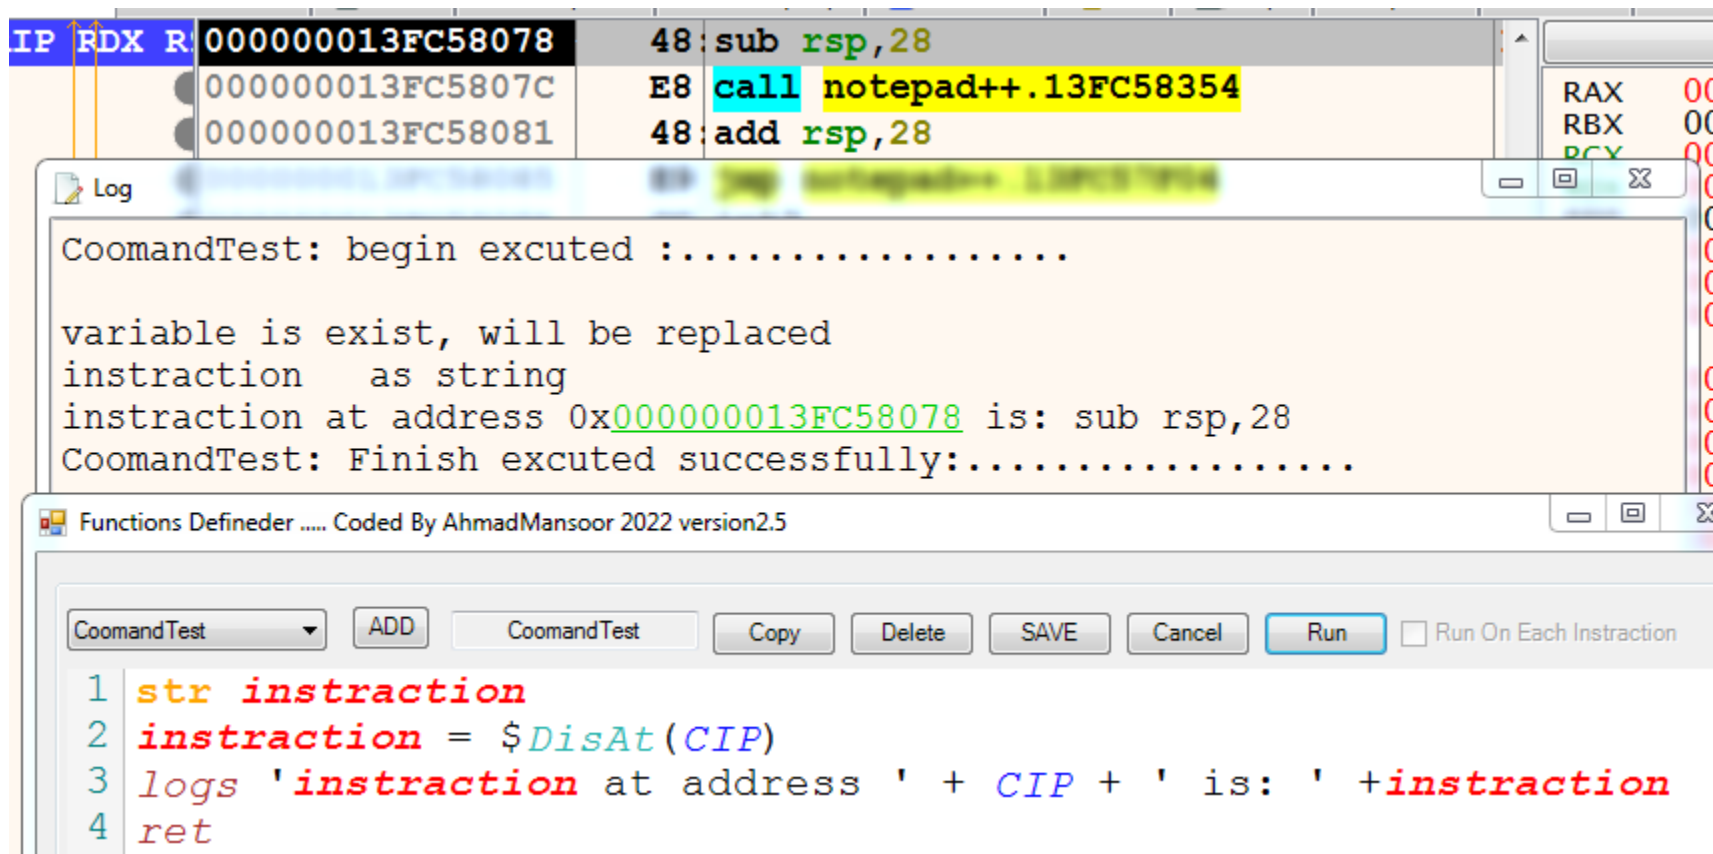 IP RDX R 000000013FC58078 48: sub rsp,28
000000013FC5807C E8 call notepad++.13FC58354
000000013FC58081 48: add rsp,28
RAX 00
RBX 00
RCX 00
Log
CoomandTest: begin excuted :..................
variable is exist, will be replaced
instraction   as string
instraction at address 0x000000013FC58078 is: sub rsp,28
CoomandTest: Finish excuted successfully:..................
Functions Defineder ..... Coded By AhmadMansoor 2022 version2.5
CoomandTest ADD CoomandTest Copy Delete SAVE Cancel Run Run On Each Instraction
1 str instraction
2 instraction = $DisAt(CIP)
3 logs 'instraction at address ' + CIP + ' is: ' +instraction
4 ret